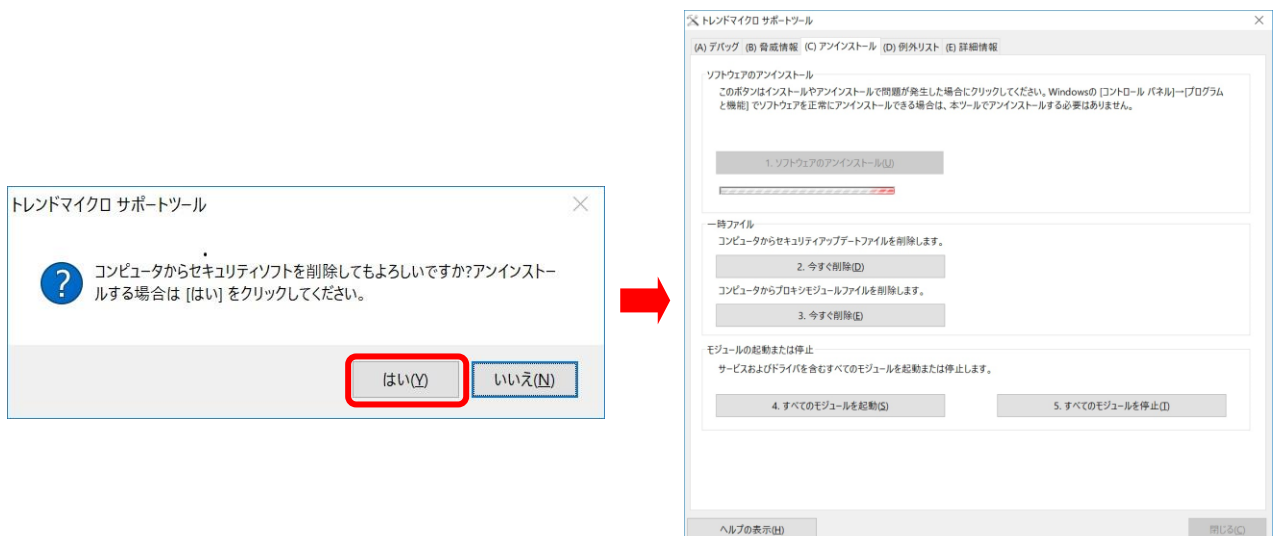 トレンドマイクロ サポートツール
コンピュータからセキュリティソフトを削除してもよろしいですか?アンインストー
ルする場合は [はい] をクリックしてください。
はい(Y)
いいえ(N)
トレンドマイクロ サポートツール
(A) デバッグ (B) 脅威情報 (C) アンインストール (D) 例外リスト (E) 詳細情報
ソフトウェアのアンインストール
このボタンはインストールやアンインストールで問題が発生した場合にクリックしてください。Windowsの [コントロール パネル]→[プログラム
と機能] でソフトウェアを正常にアンインストールできる場合は、本ツールでアンインストールする必要はありません。
1. ソフトウェアのアンインストール(U)
一時ファイル
コンピュータからセキュリティアップデートファイルを削除します。
2. 今すぐ削除(D)
コンピュータからプロキシモジュールファイルを削除します。
3. 今すぐ削除(E)
モジュールの起動または停止
サービスおよびドライバを含むすべてのモジュールを起動または停止します。
4. すべてのモジュールを起動(S)
5. すべてのモジュールを停止(T)
ヘルプの表示(H)
閉じる(C)